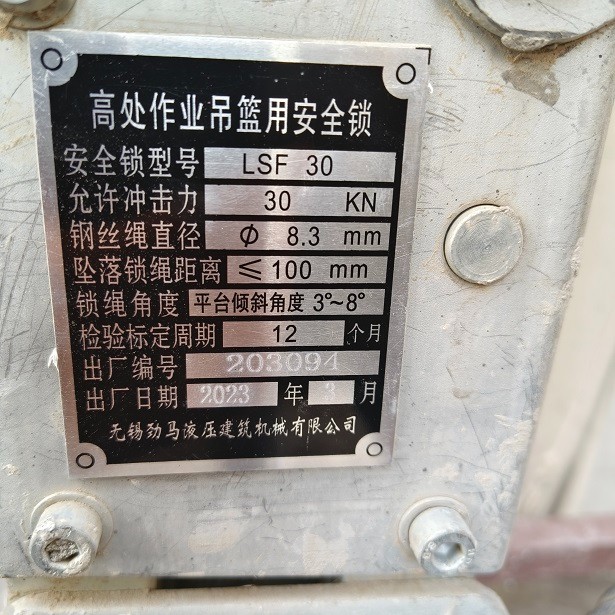 高处作业吊篮用安全锁
安全锁型号 LSF 30
允许冲击力 30 KN
钢丝绳直径 Φ 8.3 mm
坠落锁绳距离 ≤100 mm
锁绳角度 平台倾斜角度 3°~8°
检验标定周期 12 个月
出厂编号 203094
出厂日期 2023 年 3 月
无锡劲马液压建筑机械有限公司